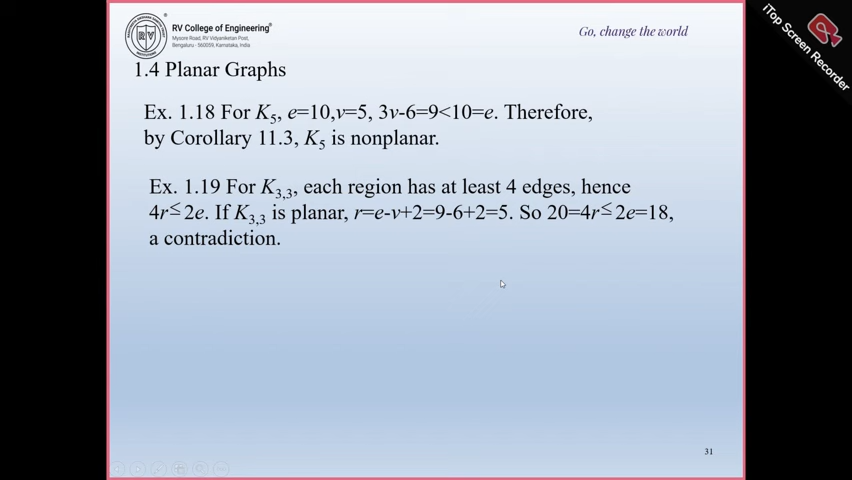 RV College of Engineering®
Mysore Road, RV Vidyaniketan Post,
Bengaluru - 560059, Karnataka, India
Go, change the world
iTop Screen Recorder
1.4 Planar Graphs
Ex. 1.18 For K₅, e=10,v=5, 3v-6=9<10=e. Therefore,
by Corollary 11.3, K₅ is nonplanar.
Ex. 1.19 For K₃,₃, each region has at least 4 edges, hence
4r≤2e. If K₃,₃ is planar, r=e-v+2=9-6+2=5. So 20=4r≤2e=18,
a contradiction.
31